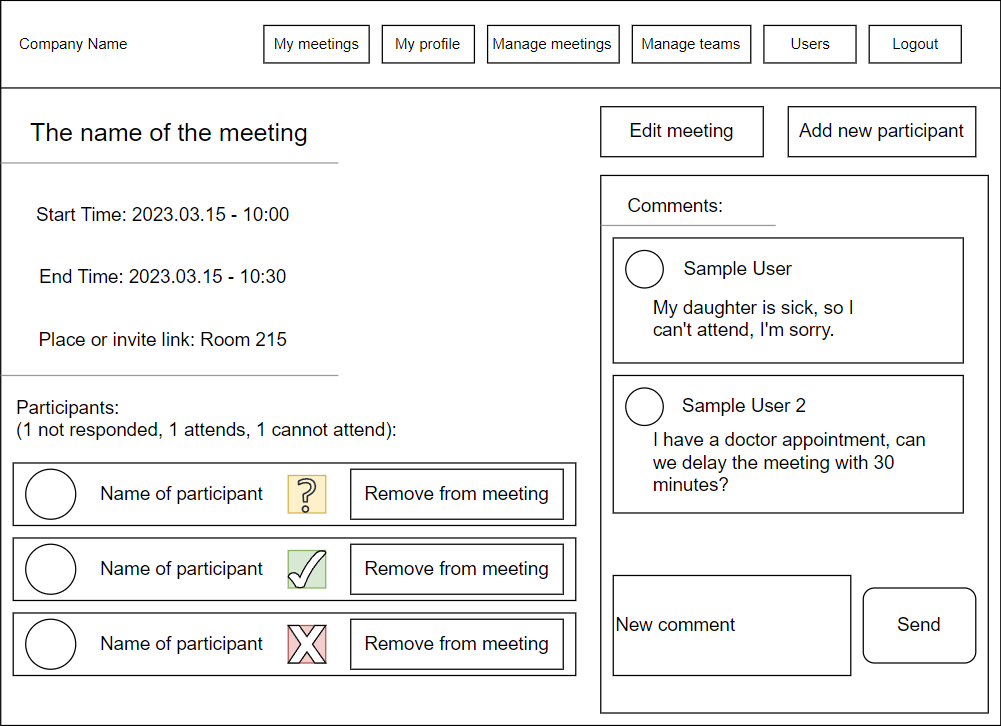 Company Name
My meetings
My profile
Manage meetings
Manage teams
Users
Logout
The name of the meeting
Edit meeting
Add new participant
Start Time: 2023.03.15 - 10:00
End Time: 2023.03.15 - 10:30
Place or invite link: Room 215
Participants:
(1 not responded, 1 attends, 1 cannot attend):
Name of participant
?
Remove from meeting
Name of participant
Remove from meeting
Name of participant
Remove from meeting
Comments:
Sample User
My daughter is sick, so I
can't attend, I'm sorry.
Sample User 2
I have a doctor appointment, can
we delay the meeting with 30
minutes?
New comment
Send